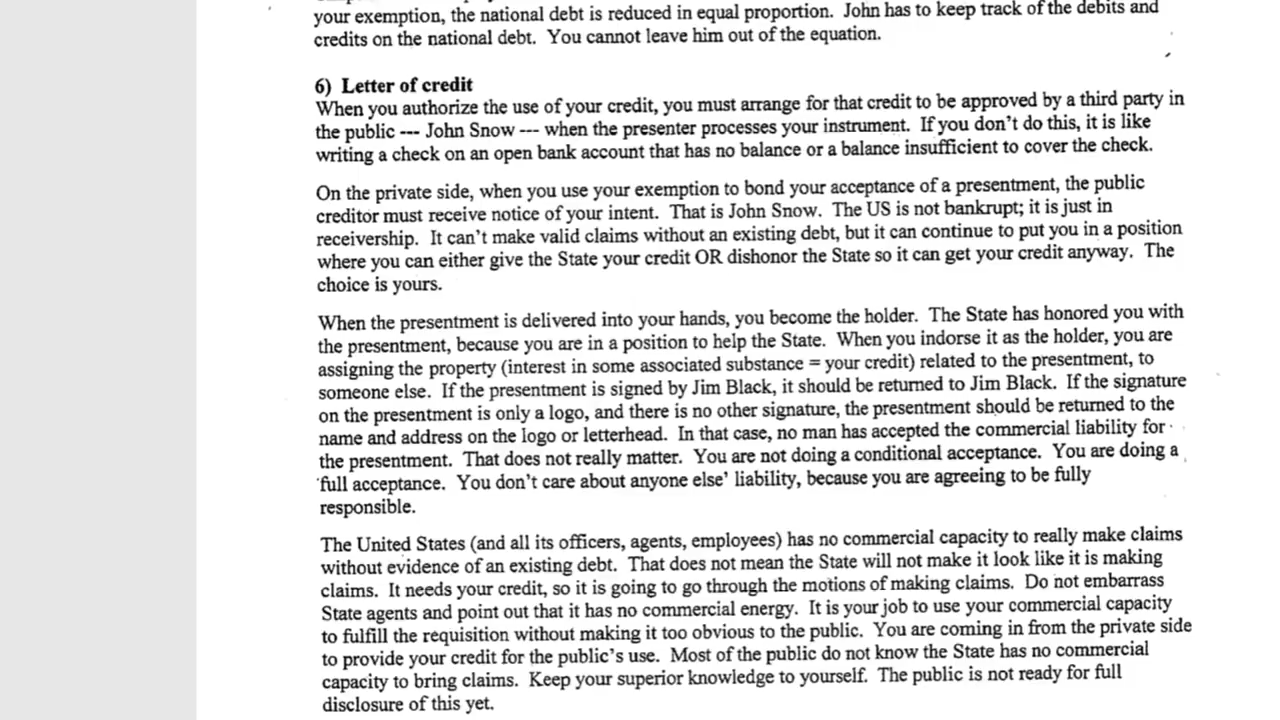 your exemption, the national debt is reduced in equal proportion. John has to keep track of the debits and
credits on the national debt. You cannot leave him out of the equation.
6) Letter of credit
When you authorize the use of your credit, you must arrange for that credit to be approved by a third party in
the public --- John Snow --- when the presenter processes your instrument. If you don't do this, it is like
writing a check on an open bank account that has no balance or a balance insufficient to cover the check.
On the private side, when you use your exemption to bond your acceptance of a presentment, the public
creditor must receive notice of your intent. That is John Snow. The US is not bankrupt; it is just in
receivership. It can't make valid claims without an existing debt, but it can continue to put you in a position
where you can either give the State your credit OR dishonor the State so it can get your credit anyway. The
choice is yours.
When the presentment is delivered into your hands, you become the holder. The State has honored you with
the presentment, because you are in a position to help the State. When you indorse it as the holder, you are
assigning the property (interest in some associated substance = your credit) related to the presentment, to
someone else. If the presentment is signed by Jim Black, it should be returned to Jim Black. If the signature
on the presentment is only a logo, and there is no other signature, the presentment should be returned to the
name and address on the logo or letterhead. In that case, no man has accepted the commercial liability for
the presentment. That does not really matter. You are not doing a conditional acceptance. You are doing a
full acceptance. You don't care about anyone else' liability, because you are agreeing to be fully
responsible.
The United States (and all its officers, agents, employees) has no commercial capacity to really make claims
without evidence of an existing debt. That does not mean the State will not make it look like it is making
claims. It needs your credit, so it is going to go through the motions of making claims. Do not embarrass
State agents and point out that it has no commercial energy. It is your job to use your commercial capacity
to fulfill the requisition without making it too obvious to the public. You are coming in from the private side
to provide your credit for the public's use. Most of the public do not know the State has no commercial
capacity to bring claims. Keep your superior knowledge to yourself. The public is not ready for full
disclosure of this yet.